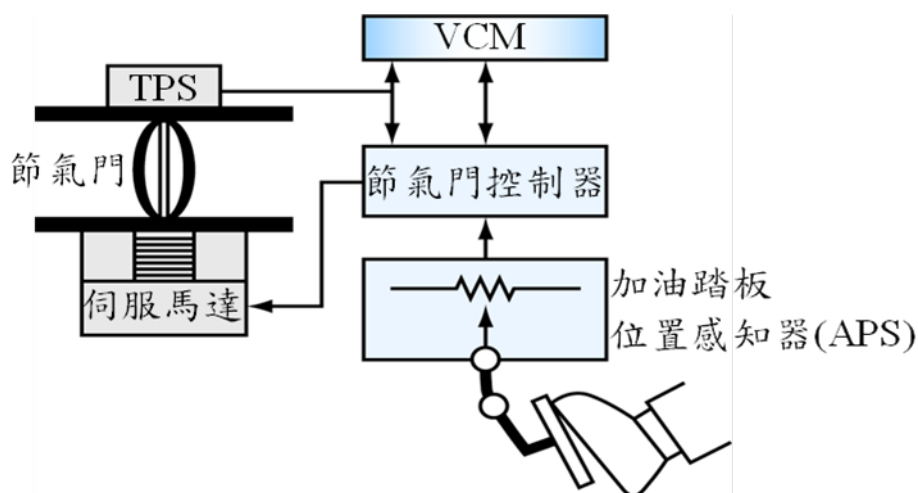 VCM
TPS
節氣門
節氣門控制器
伺服馬達
加油踏板
位置感知器(APS)